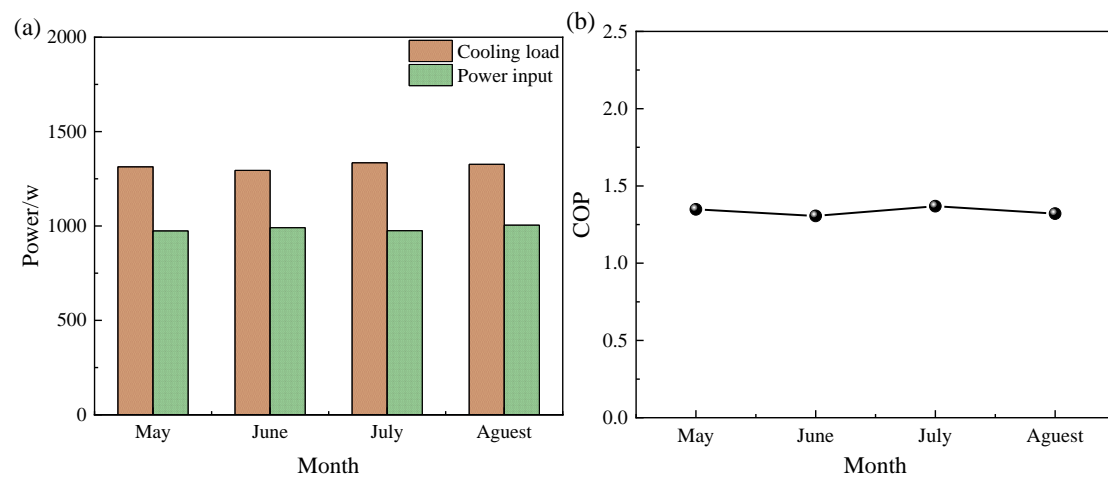 (a)
2000
1500
1000
500
0
Power/w
Cooling load
Power input
May June July Aguest
Month
(b)
2.5
2.0
1.5
1.0
0.5
0.0
COP
May June July Aguest
Month